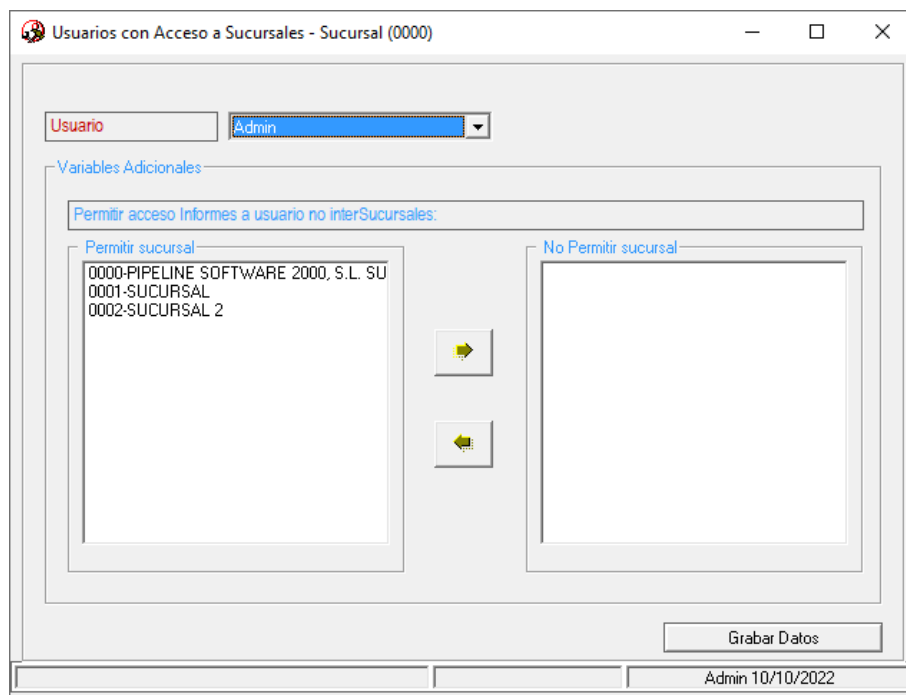 Usuarios con Acceso a Sucursales - Sucursal (0000)
Usuario
Admin
Variables Adicionales
Permitir acceso Informes a usuario no interSucursales:
Permitir sucursal
0000-PIPELINE SOFTWARE 2000, S.L. SU
0001-SUCURSAL
0002-SUCURSAL 2
No Permitir sucursal
Grabar Datos
Admin 10/10/2022